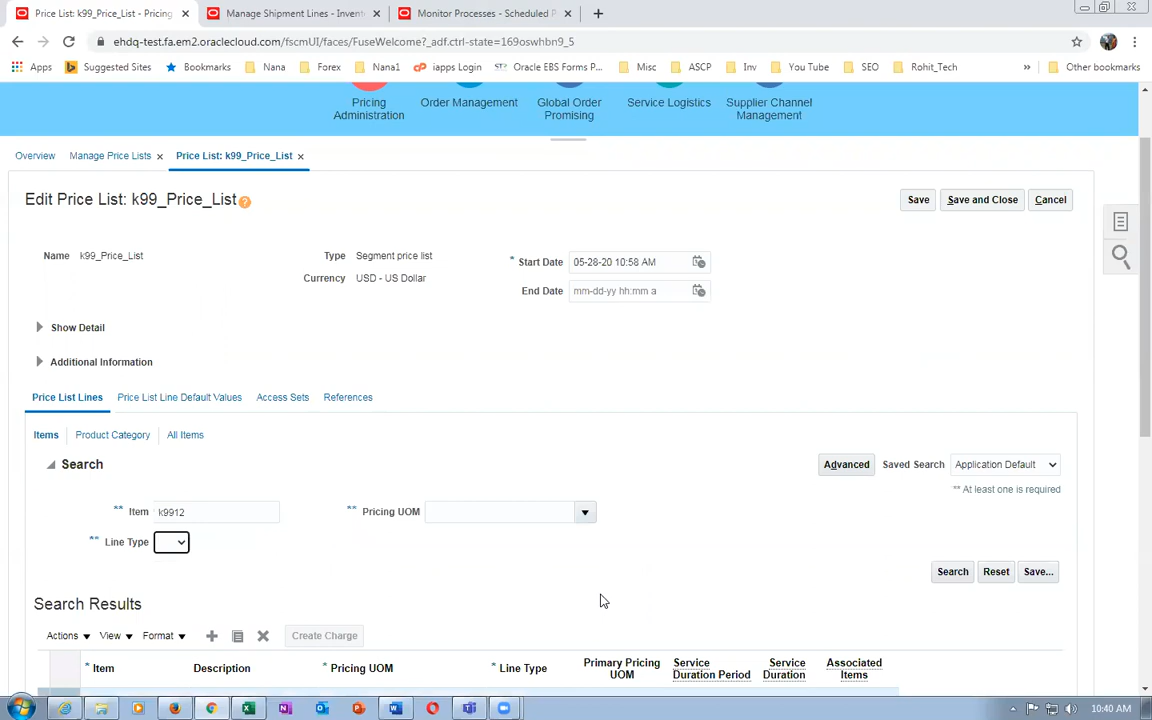 Price List: k99_Price_List - Pricing
Manage Shipment Lines - Invent
Monitor Processes - Scheduled P
ehdq-test.fa.em2.oraclecloud.com/fscmUI/faces/FuseWelcome?_adf.ctrl-state=169oswhbn9_5
Apps Suggested Sites Bookmarks Nana Forex Nana1 iapps Login Oracle EBS Forms P... Misc ASCP Inv You Tube SEO Rohit_Tech » Other bookmarks
Pricing Administration
Order Management
Global Order Promising
Service Logistics
Supplier Channel Management
Overview Manage Price Lists Price List: k99_Price_List
Edit Price List: k99_Price_List
Save Save and Close Cancel
Name k99_Price_List
Type Segment price list
* Start Date 05-28-20 10:58 AM
Currency USD - US Dollar
End Date mm-dd-yy hh:mm a
Show Detail
Additional Information
Price List Lines Price List Line Default Values Access Sets References
Items Product Category All Items
Search
Advanced Saved Search Application Default
** At least one is required
** Item k9912
** Pricing UOM
** Line Type
Search Reset Save...
Search Results
Actions View Format Create Charge
* Item Description * Pricing UOM * Line Type Primary Pricing UOM Service Duration Period Service Duration Associated Items
10:40 AM